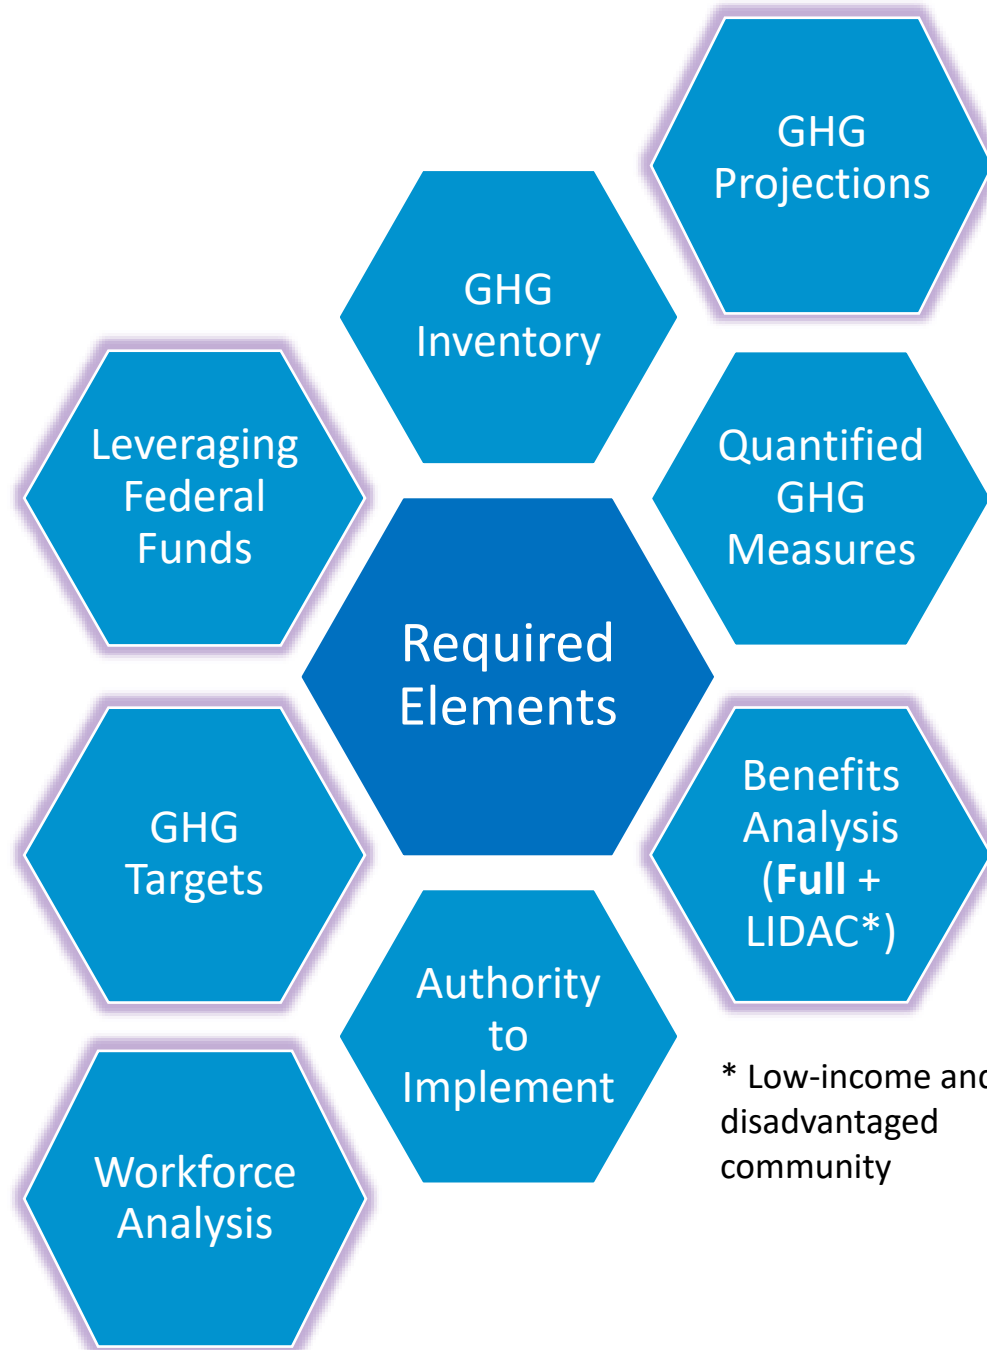 GHG
Projections
GHG
Inventory
Leveraging
Federal
Funds
Quantified
GHG
Measures
Required
Elements
GHG
Targets
Benefits
Analysis
(Full +
LIDAC*)
Authority
to
Implement
Workforce
Analysis
* Low-income and
disadvantaged
community